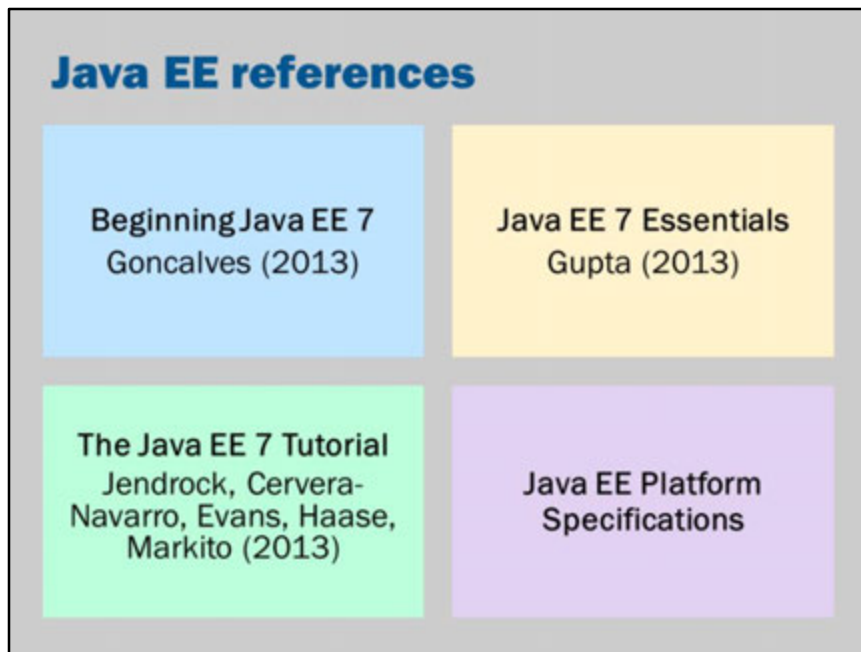 Java EE references
Beginning Java EE 7
Goncalves (2013)
Java EE 7 Essentials
Gupta (2013)
The Java EE 7 Tutorial
Jendrock, Cervera-
Navarro, Evans, Haase,
Markito (2013)
Java EE Platform
Specifications